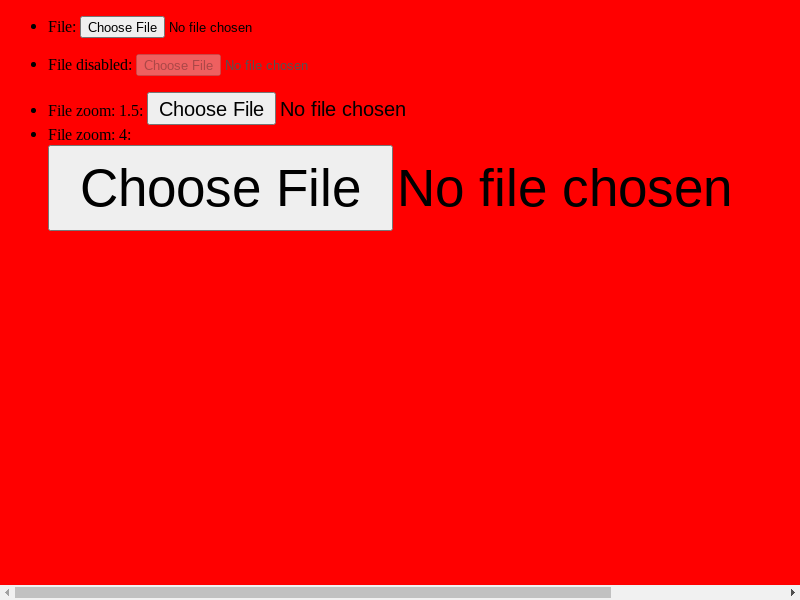 File: Choose File No file chosen
File disabled: Choose File No file chosen
File zoom: 1.5: Choose File No file chosen
File zoom: 4:
Choose File No file chosen